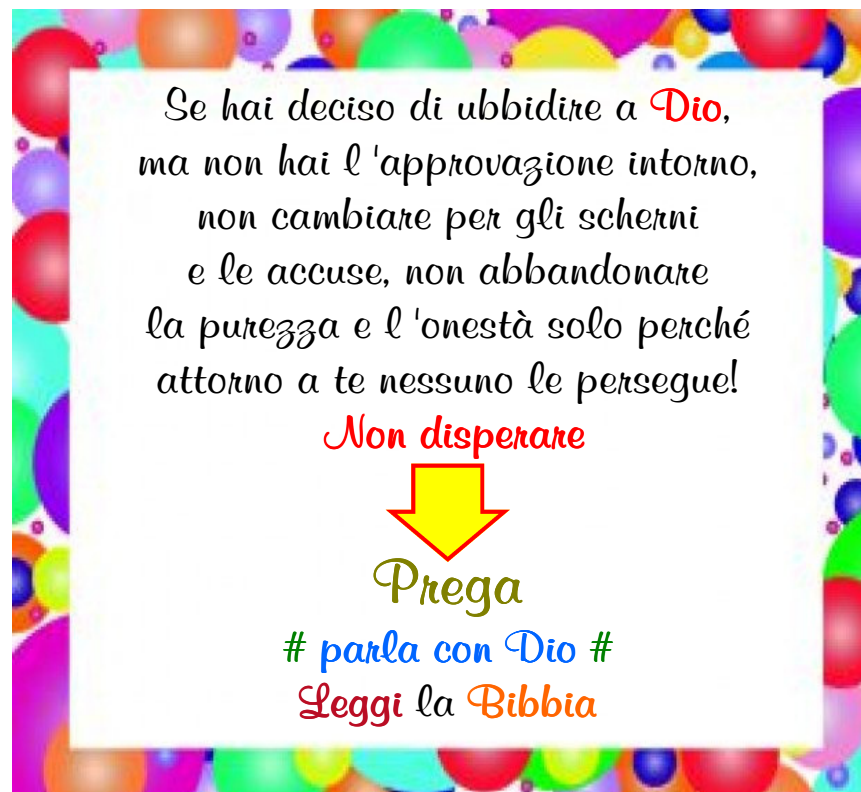 Se hai deciso di ubbidire a Dio,
ma non hai l 'approvazione intorno,
non cambiare per gli scherni
e le accuse, non abbandonare
la purezza e l 'onestà solo perché
attorno a te nessuno le persegue!
Non disperare
Prega
# parla con Dio #
Leggi la Bibbia